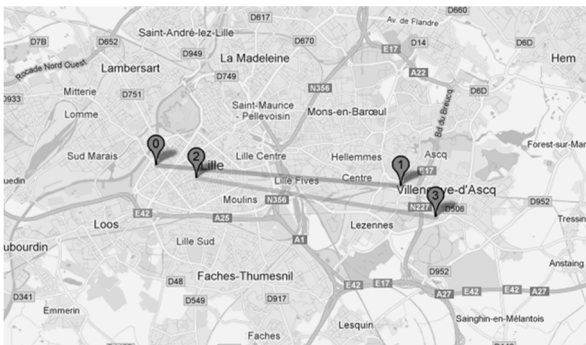 D617
D660
Av. de Flandre
Saint-André-lez-Lille
E17
D7B
D652
D670
D14
D949
La Madeleine
Hem
Rocade Nord Ouest
Lambersart
A22
D6D
D749
N356
D6D
Mitterie
D751
D933
Saint-Maurice
- Pellevoisin
Mons-en-Barœul
Lomme
Bd du Breucq
0
Forest-sur-Mar
2
Sud Marais
Lille Centre
Hellemmes
Ascq
Lille
1
E17
Lille Fives
Centre
Villeneuve-d'Ascq
3
Moulins
N356
D952
N227
D506
E42
A25
Tressin
Loos
Lezennes
A1
Lille Sud
ubourdin
D952
Anstaing
Faches-Thumesnil
D48
E42
E17
A27
E42
A27
D341
D549
D917
Emmerin
Lesquin
Sainghin-en-Mélantois
Faches